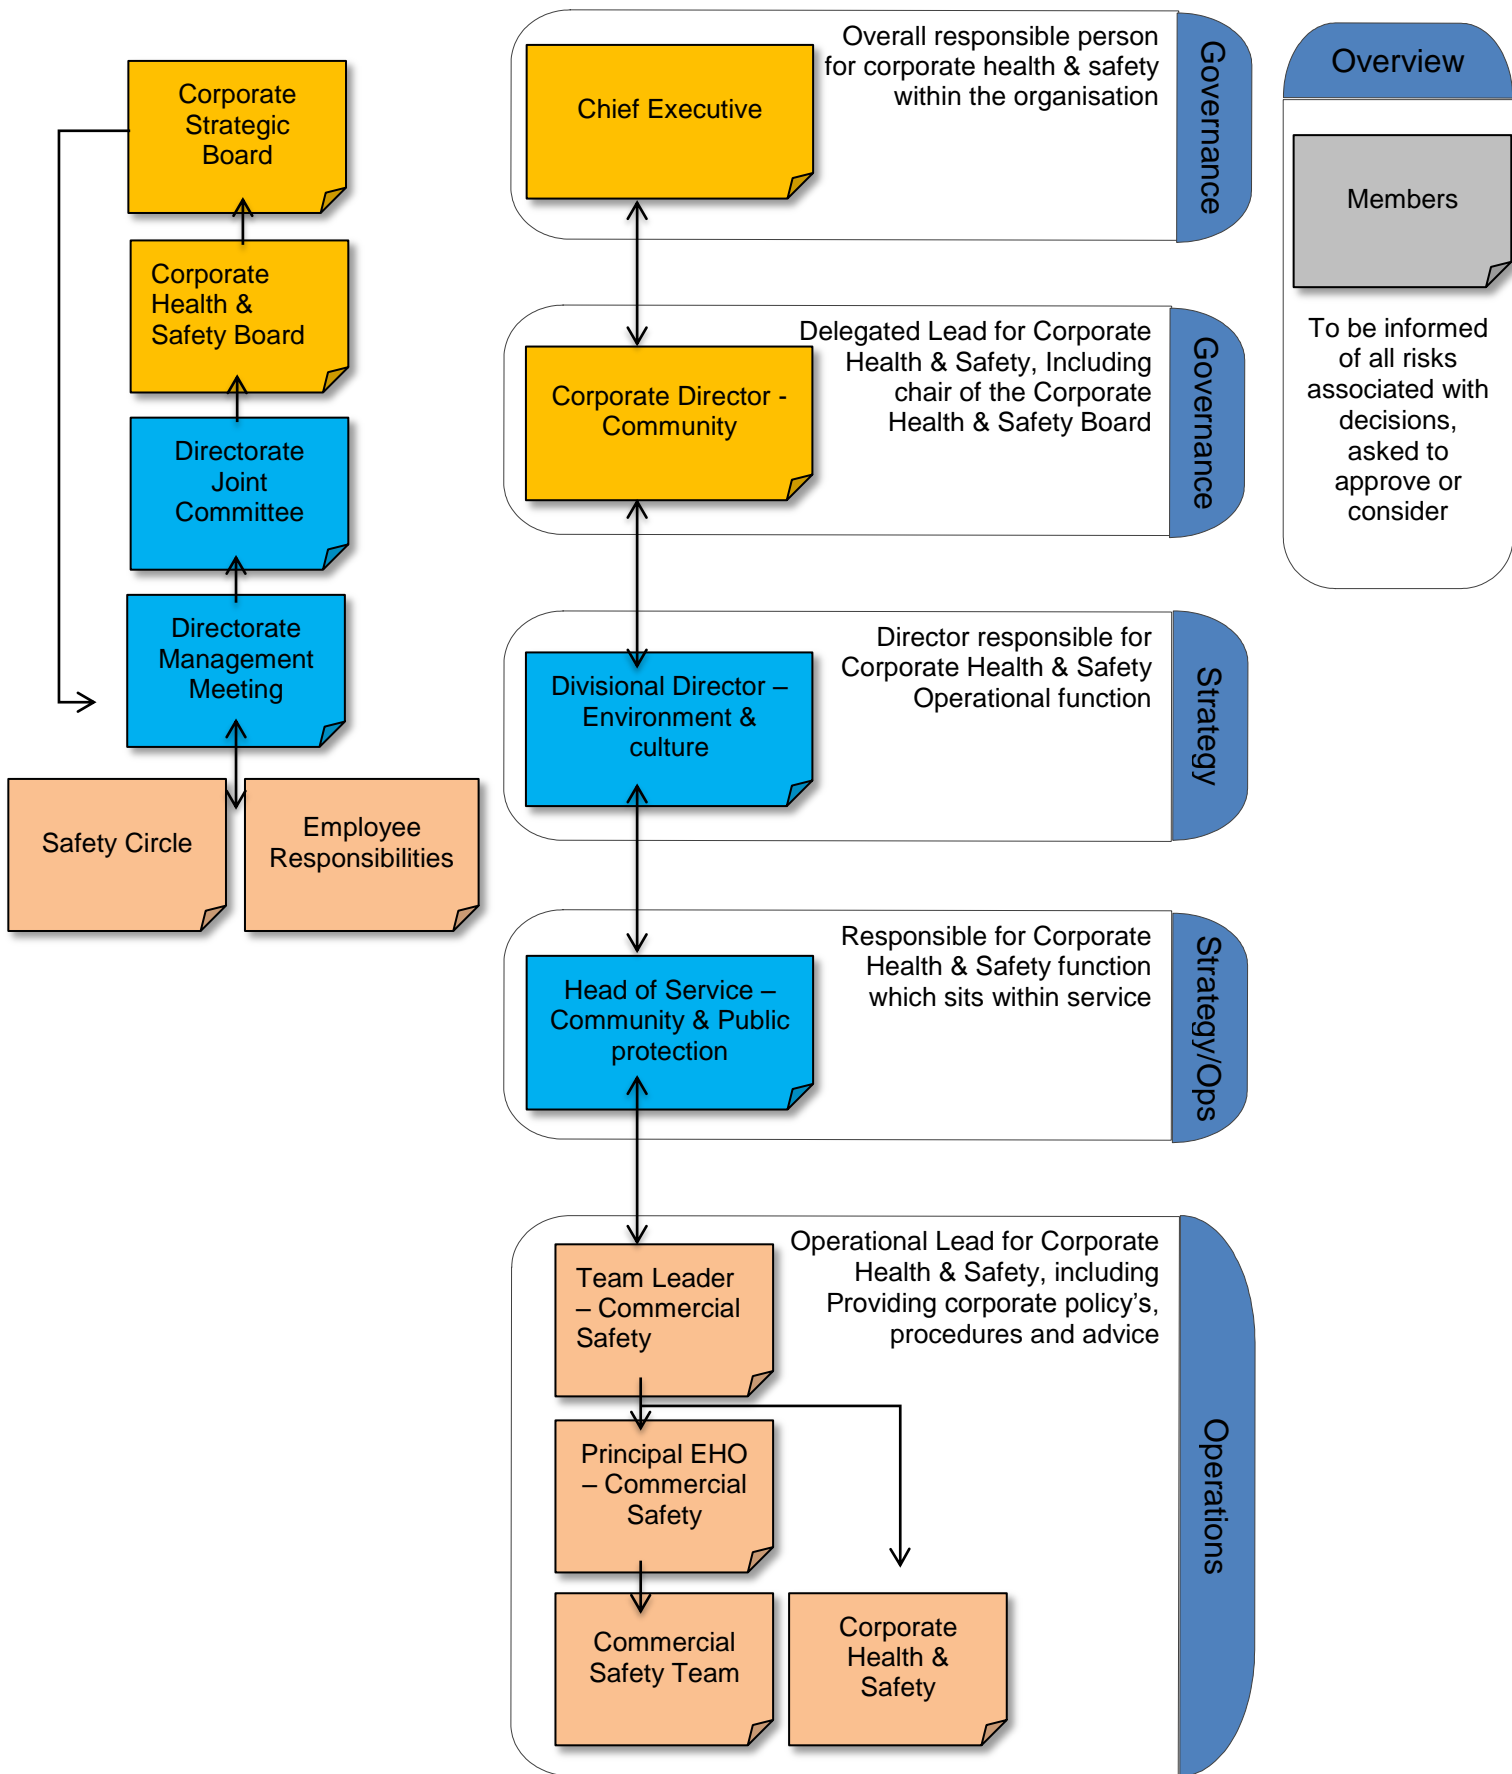 Corporate
Strategic
Board
Corporate
Health &
Safety Board
Directorate
Joint
Committee
Directorate
Management
Meeting
Safety Circle
Employee
Responsibilities
Chief Executive
Overall responsible person
for corporate health & safety
within the organisation
Governance
Corporate Director -
Community
Delegated Lead for Corporate
Health & Safety, Including
chair of the Corporate
Health & Safety Board
Governance
Divisional Director –
Environment &
culture
Director responsible for
Corporate Health & Safety
Operational function
Strategy
Head of Service –
Community & Public
protection
Responsible for Corporate
Health & Safety function
which sits within service
Strategy/Ops
Team Leader
– Commercial
Safety
Operational Lead for Corporate
Health & Safety, including
Providing corporate policy’s,
procedures and advice
Principal EHO
– Commercial
Safety
Commercial
Safety Team
Corporate
Health &
Safety
Operations
Overview
Members
To be informed
of all risks
associated with
decisions,
asked to
approve or
consider